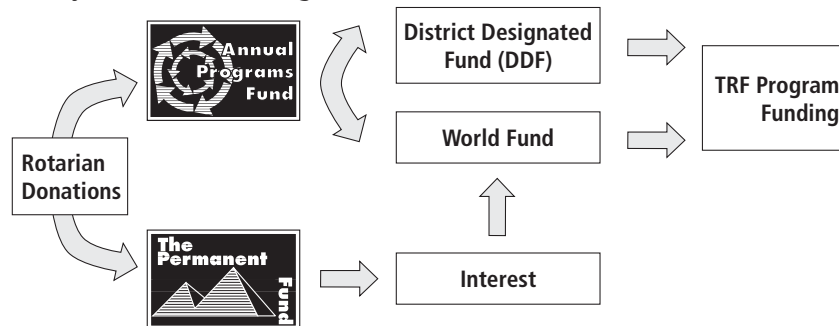 Rotarian
Donations
Annual
Programs
Fund
The
Permanent
Fund
District Designated
Fund (DDF)
World Fund
Interest
TRF Program
Funding